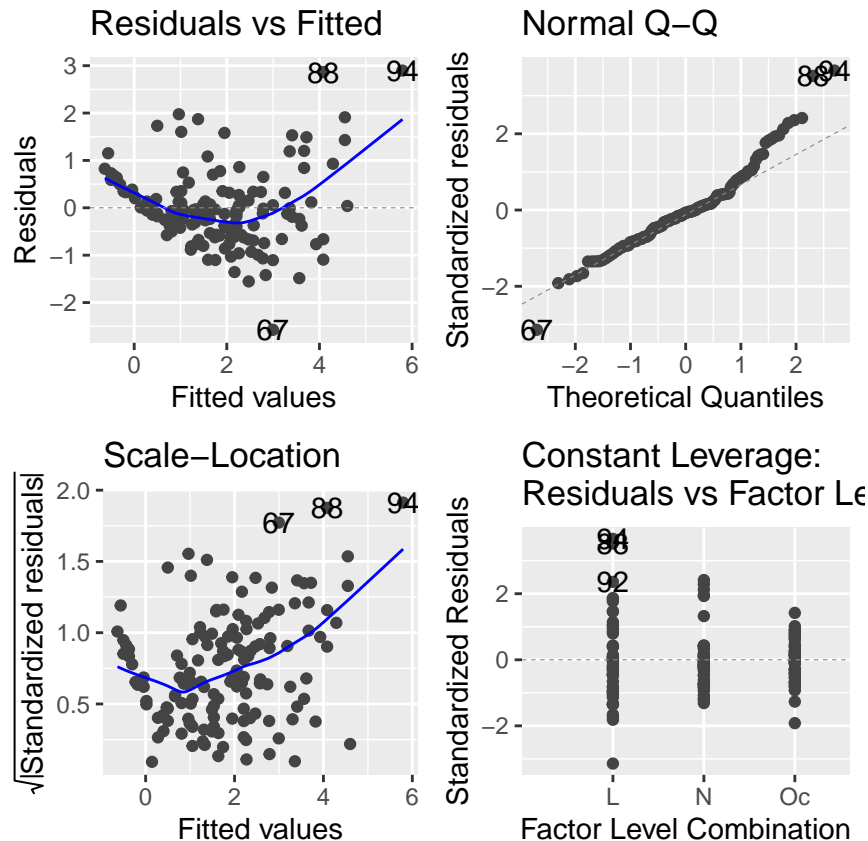 Residuals vs Fitted
Residuals
3
2
1
0
−1
−2
88
94
67
0
2
4
6
Fitted values
Normal Q−Q
Standardized residuals
2
0
−2
88
94
67
−2
−1
0
1
2
Theoretical Quantiles
Scale−Location
√|Standardized residuals|
2.0
1.5
1.0
0.5
67
88
94
0
2
4
6
Fitted values
Constant Leverage:
Residuals vs Factor Le
Standardized Residuals
2
0
−2
94
88
92
L
N
Oc
Factor Level Combination